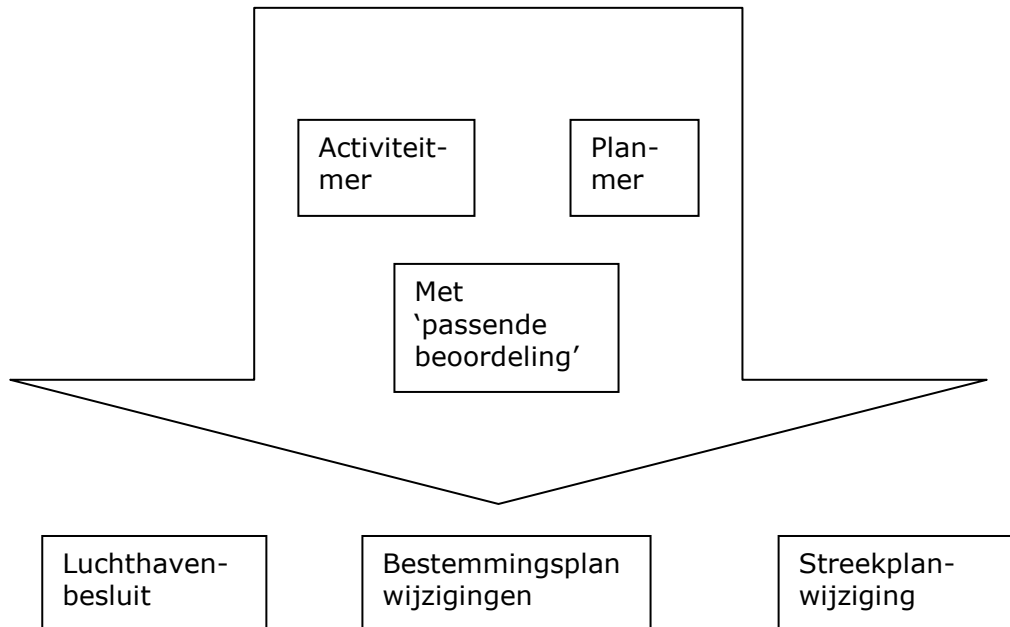 Activiteit-
mer
Plan-
mer
Met
‘passende
beoordeling’
Luchthaven-
besluit
Bestemmingsplan
wijzigingen
Streekplan-
wijziging